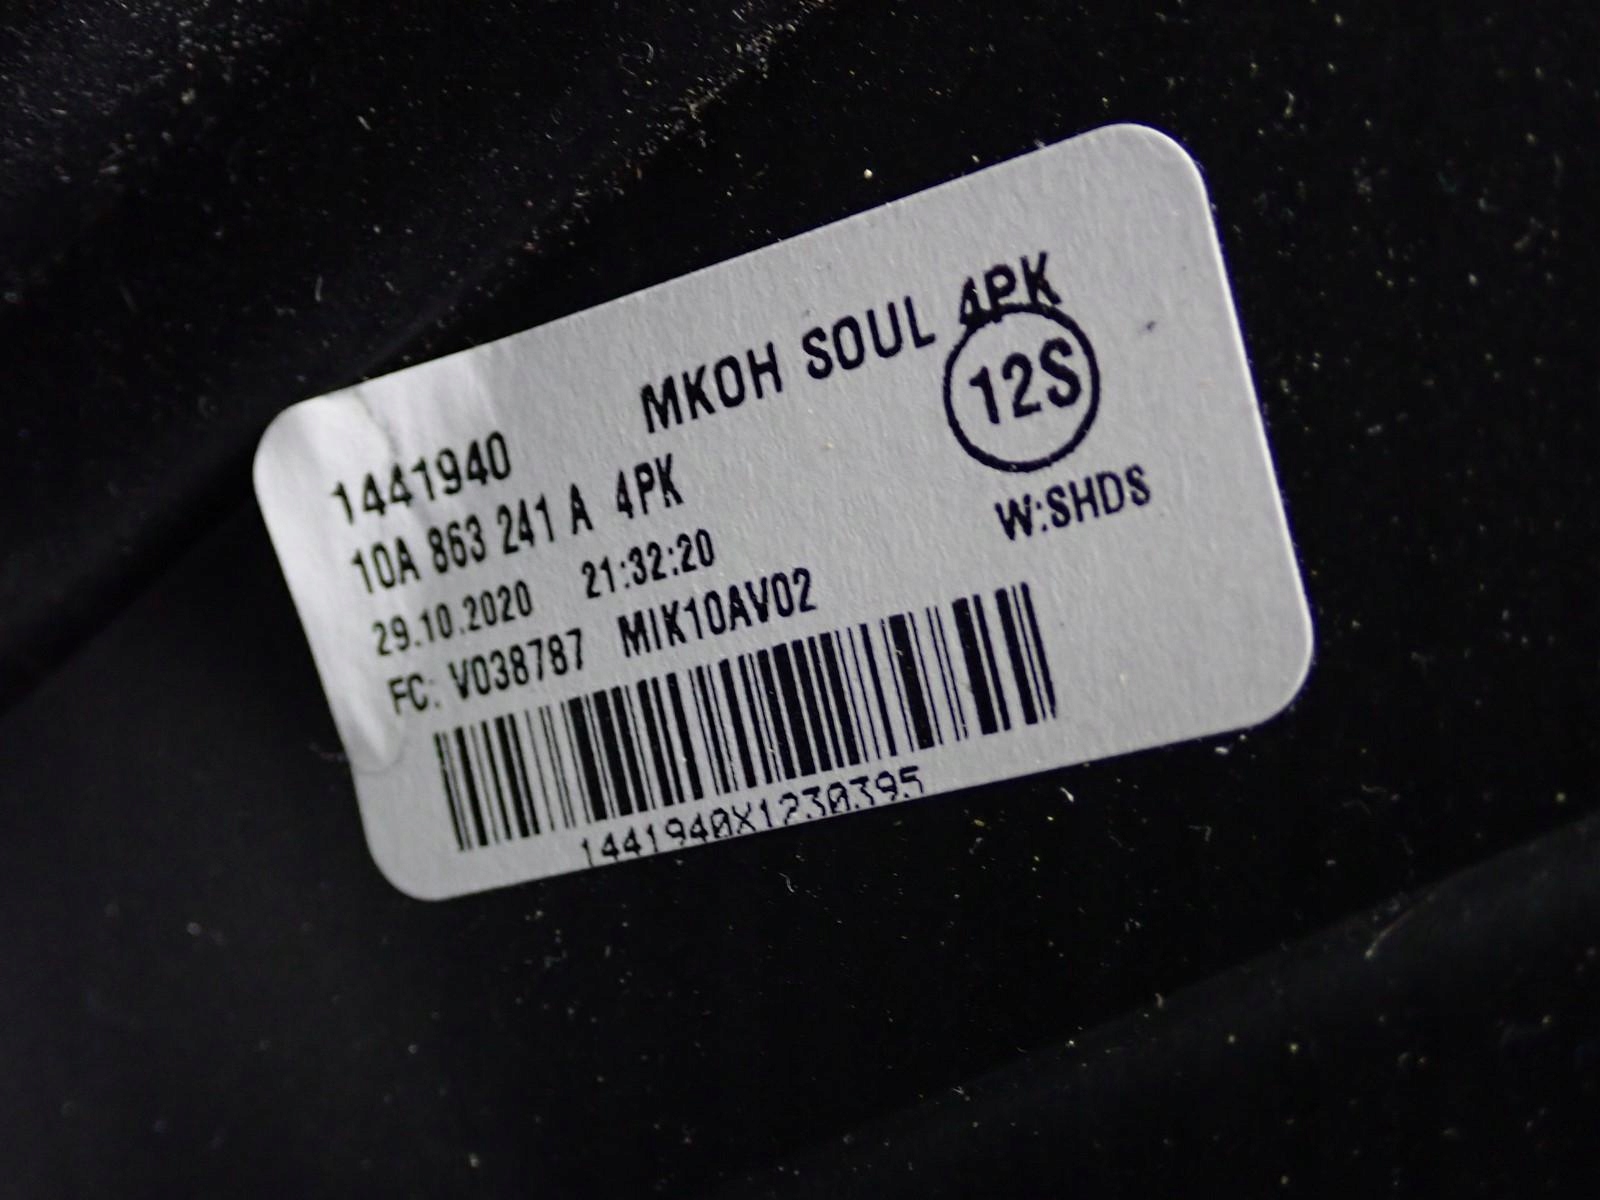 MKOH SOUL 4PK
12S
1441940
10A 863 241 A 4PK
W:SHDS
29.10.2020 21:32:20
FC: V038787 MIK10AV02
1441940X1230395